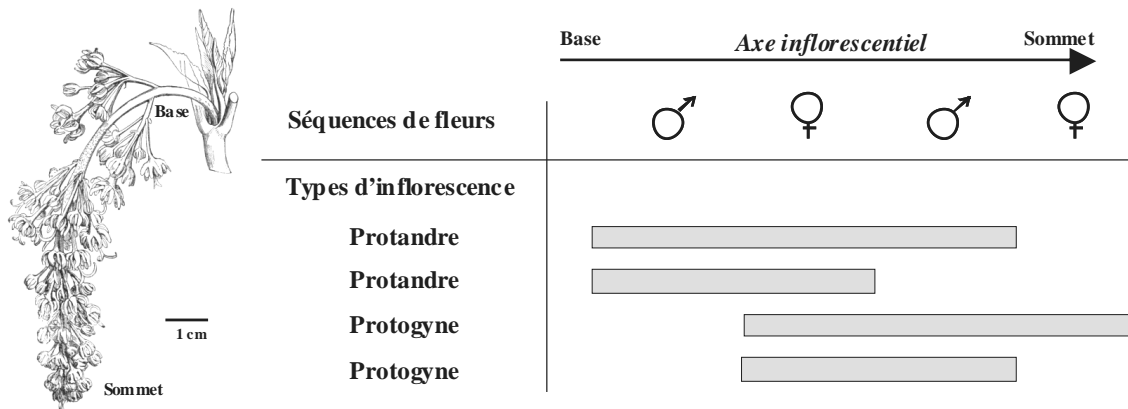 Base Axe inflorescentiel Sommet
Base
Séquences de fleurs ♂ ♀ ♂ ♀
Types d'inflorescence
Protandre
Protandre
Protogyne
1 cm
Protogyne
Sommet